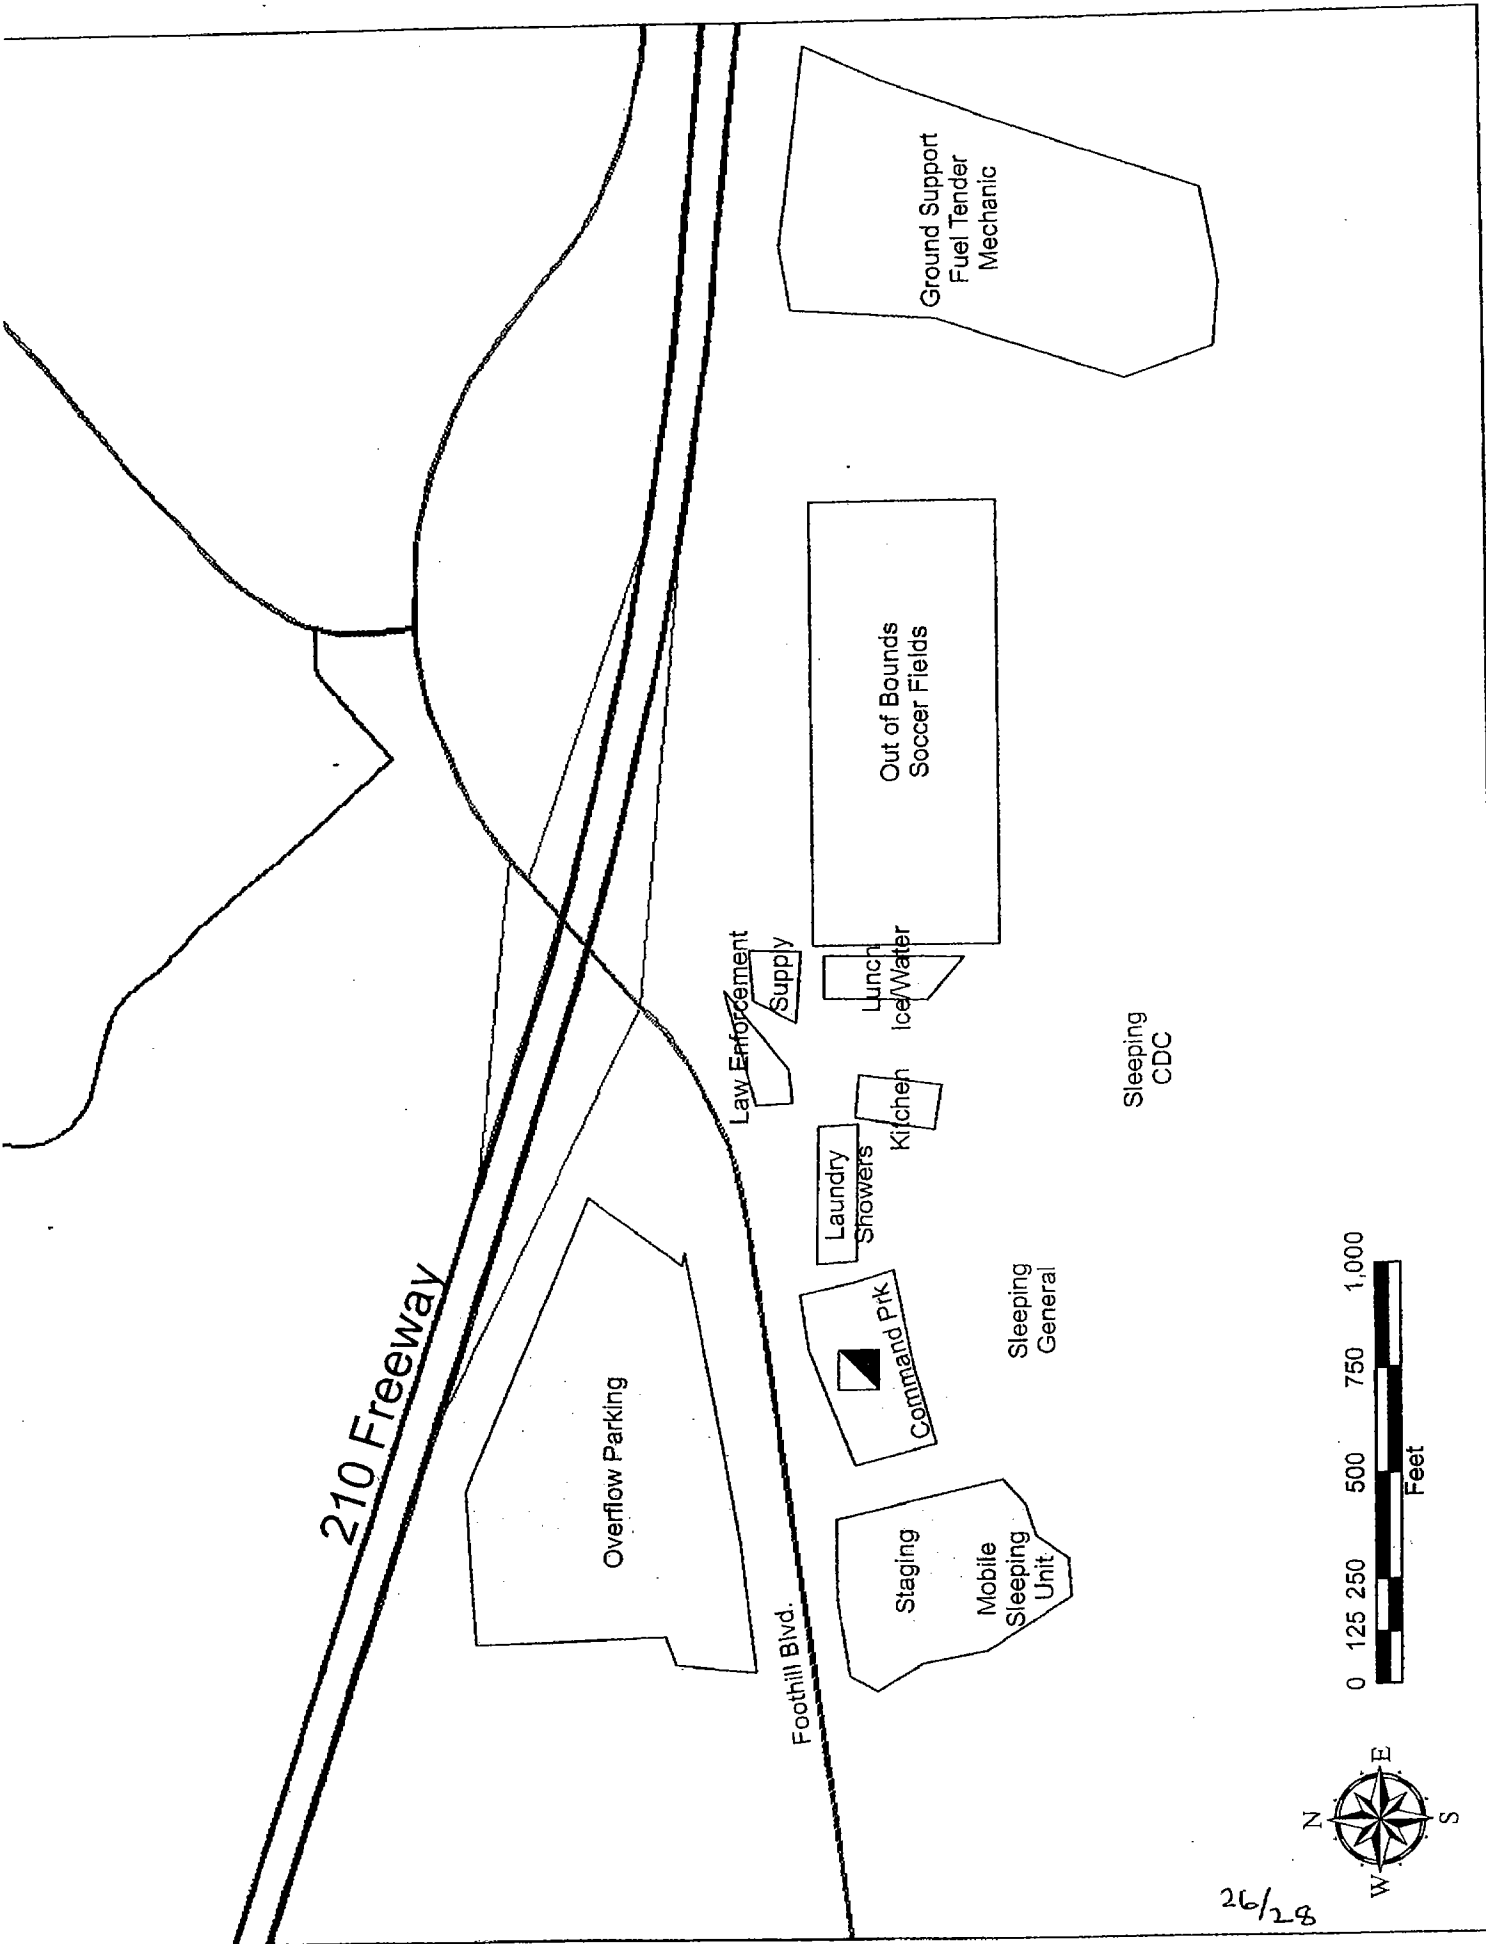 210 Freeway
Overflow Parking
Foothill Blvd.
Staging
Mobile
Sleeping
Unit
Command Prk
Laundry
Showers
Kitchen
Law Enforcement
Supply
Lunch
Ice/Water
Out of Bounds
Soccer Fields
Ground Support
Fuel Tender
Mechanic
Sleeping
General
Sleeping
CDC
N
W
E
S
0 125 250 500 750 1,000
Feet
26/28